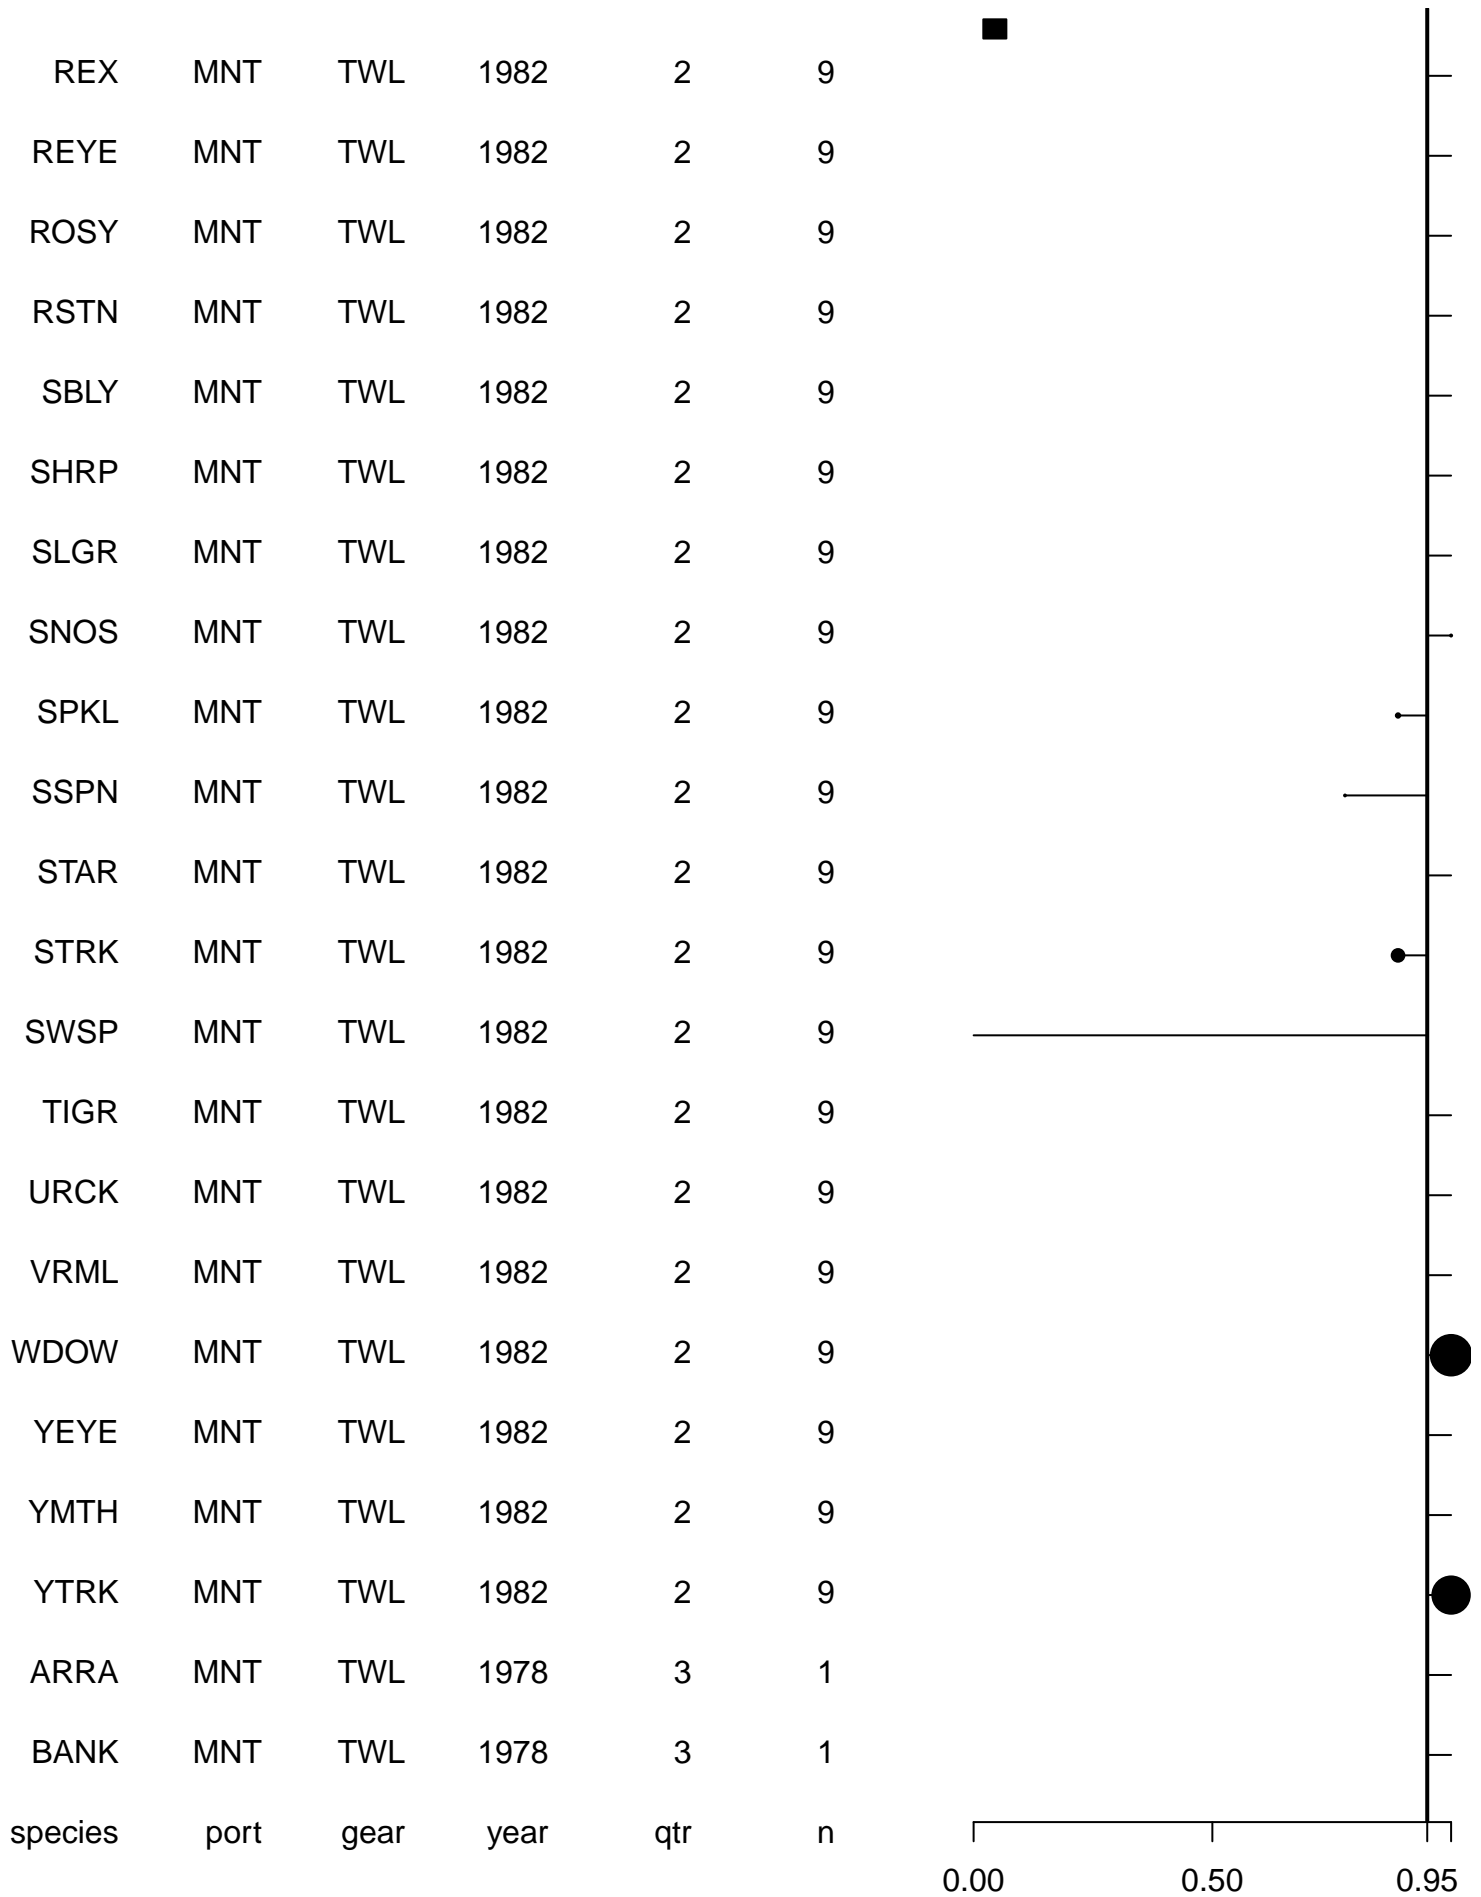 REX MNT TWL 1982 2 9
REYE MNT TWL 1982 2 9
ROSY MNT TWL 1982 2 9
RSTN MNT TWL 1982 2 9
SBLY MNT TWL 1982 2 9
SHRP MNT TWL 1982 2 9
SLGR MNT TWL 1982 2 9
SNOS MNT TWL 1982 2 9
SPKL MNT TWL 1982 2 9
SSPN MNT TWL 1982 2 9
STAR MNT TWL 1982 2 9
STRK MNT TWL 1982 2 9
SWSP MNT TWL 1982 2 9
TIGR MNT TWL 1982 2 9
URCK MNT TWL 1982 2 9
VRML MNT TWL 1982 2 9
WDOW MNT TWL 1982 2 9
YEYE MNT TWL 1982 2 9
YMTH MNT TWL 1982 2 9
YTRK MNT TWL 1982 2 9
ARRA MNT TWL 1978 3 1
BANK MNT TWL 1978 3 1
species port gear year qtr n
0.00 0.50 0.95